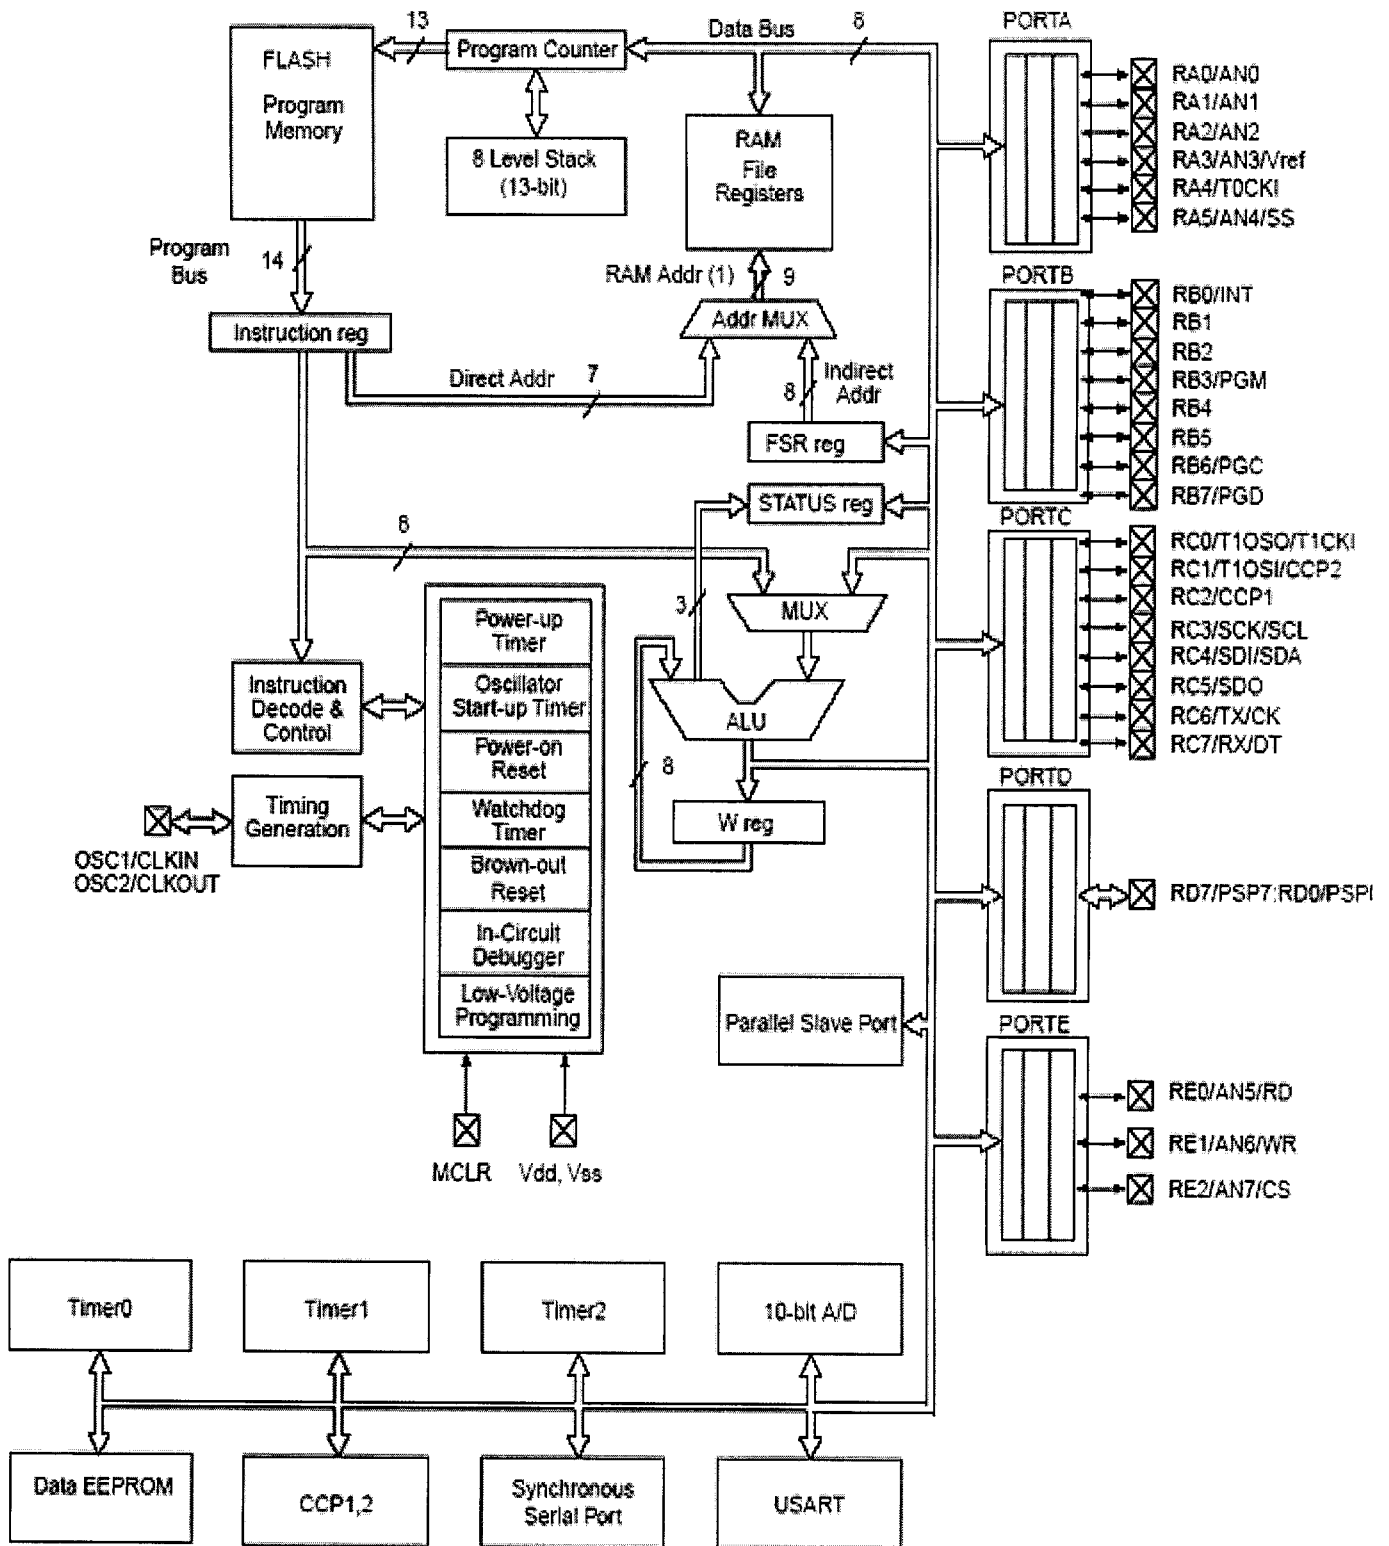 13
Data Bus
8
PORTA
FLASH
Program
Memory
Program Counter
8 Level Stack
(13-bit)
RAM
File
Registers
RA0/AN0
RA1/AN1
RA2/AN2
RA3/AN3/Vref
RA4/T0CKI
RA5/AN4/SS
Program
Bus
14
RAM Addr (1)
9
PORTB
Instruction reg
Addr MUX
RB0/INT
RB1
RB2
RB3/PGM
RB4
RB5
RB6/PGC
RB7/PGD
Direct Addr
7
8
Indirect
Addr
FSR reg
STATUS reg
PORTC
8
3
MUX
RC0/T1OSO/T1CKI
RC1/T1OSI/CCP2
RC2/CCP1
RC3/SCK/SCL
RC4/SDI/SDA
RC5/SDO
RC6/TX/CK
RC7/RX/DT
Power-up
Timer
Oscillator
Start-up Timer
Power-on
Reset
Watchdog
Timer
Brown-out
Reset
In-Circuit
Debugger
Low-Voltage
Programming
Instruction
Decode &
Control
ALU
8
W reg
Timing
Generation
OSC1/CLKIN
OSC2/CLKOUT
PORTD
RD7/PSP7:RD0/PSP
Parallel Slave Port
PORTE
RE0/AN5/RD
RE1/AN6/WR
RE2/AN7/CS
MCLR
Vdd, Vss
Timer0
Timer1
Timer2
10-bit A/D
Data EEPROM
CCP1,2
Synchronous
Serial Port
USART